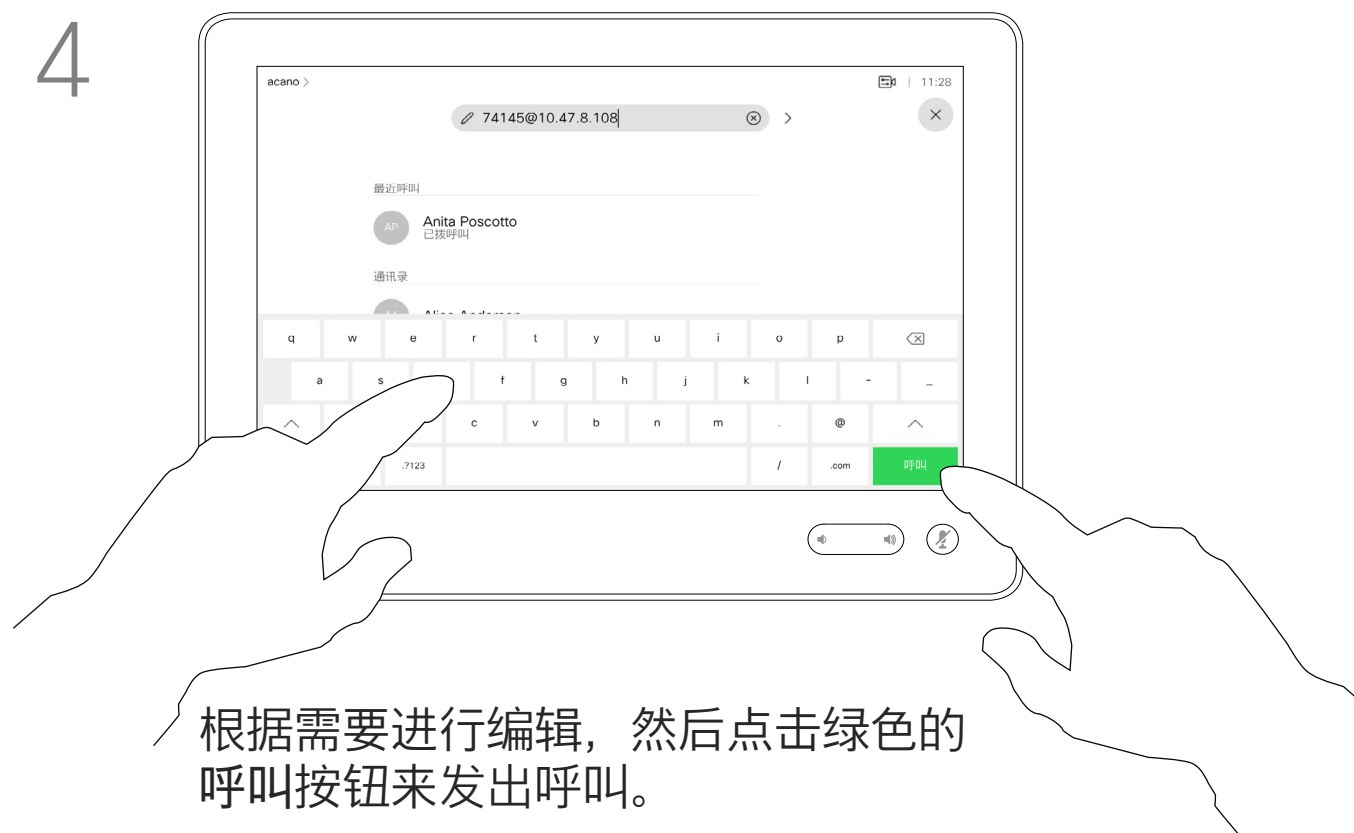 4
acano >
11:28
74145@10.47.8.108
最近呼叫
AP Anita Poscotto
已拨呼叫
通讯录
q w e r t y u i o p
a s f g h j k l - _
c v b n m . @
.?123 / .com 呼叫
根据需要进行编辑，然后点击绿色的
呼叫按钮来发出呼叫。